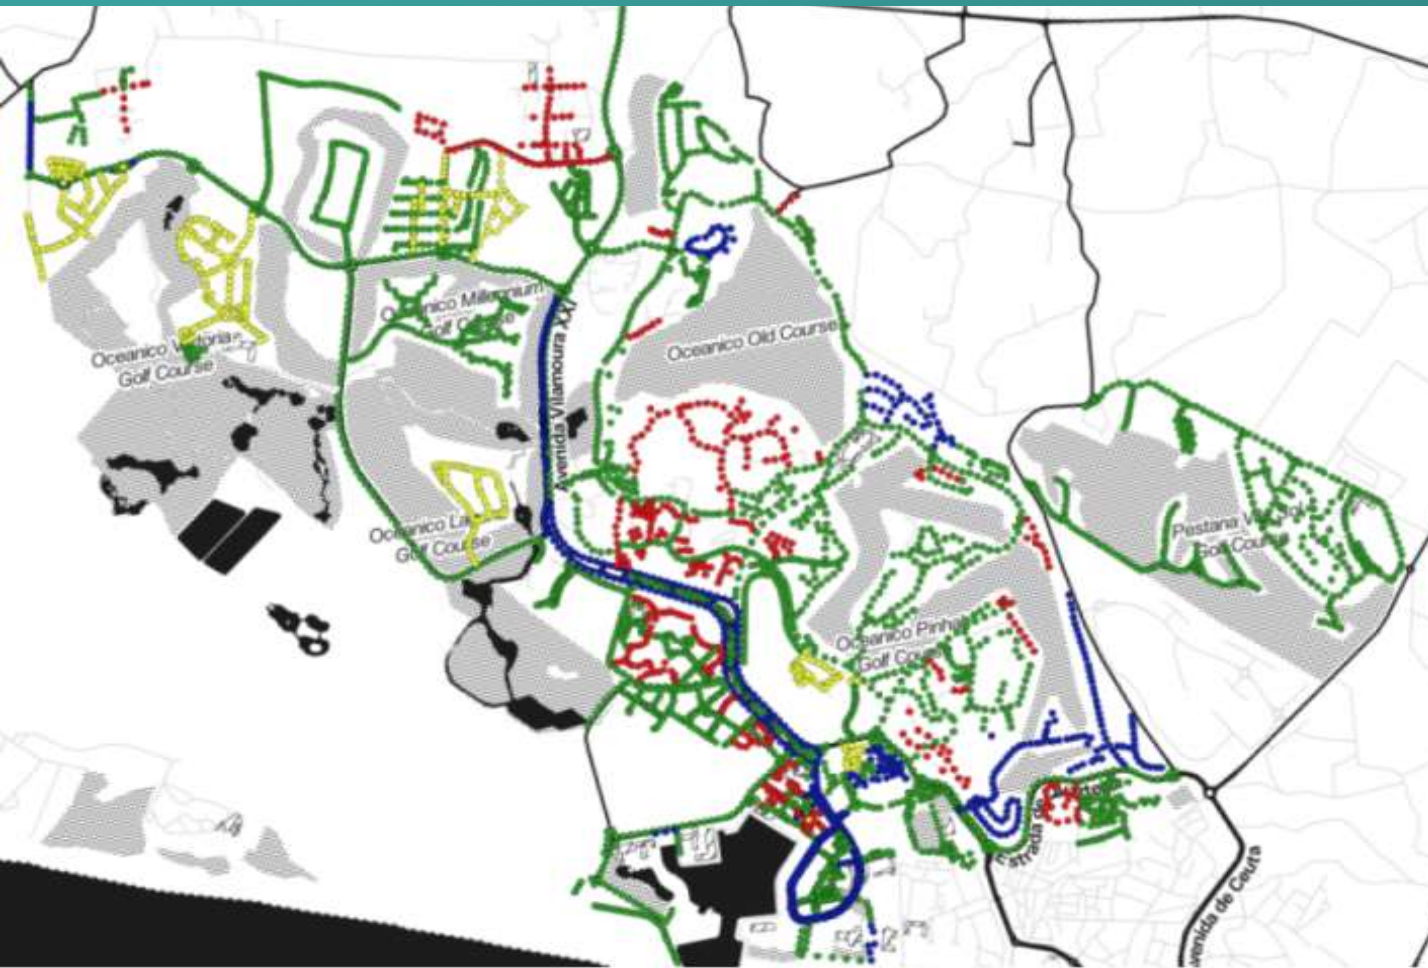 Oceanico Millennium
Golf Course
Oceanico Victoria
Golf Course
Avenida Vilamoura XXI
Oceanico Old Course
Oceanico La
Golf Course
Pestana V
Golf Course
Oceanico Pinhal
Golf Course
Estrada de
Avenida de Ceuta